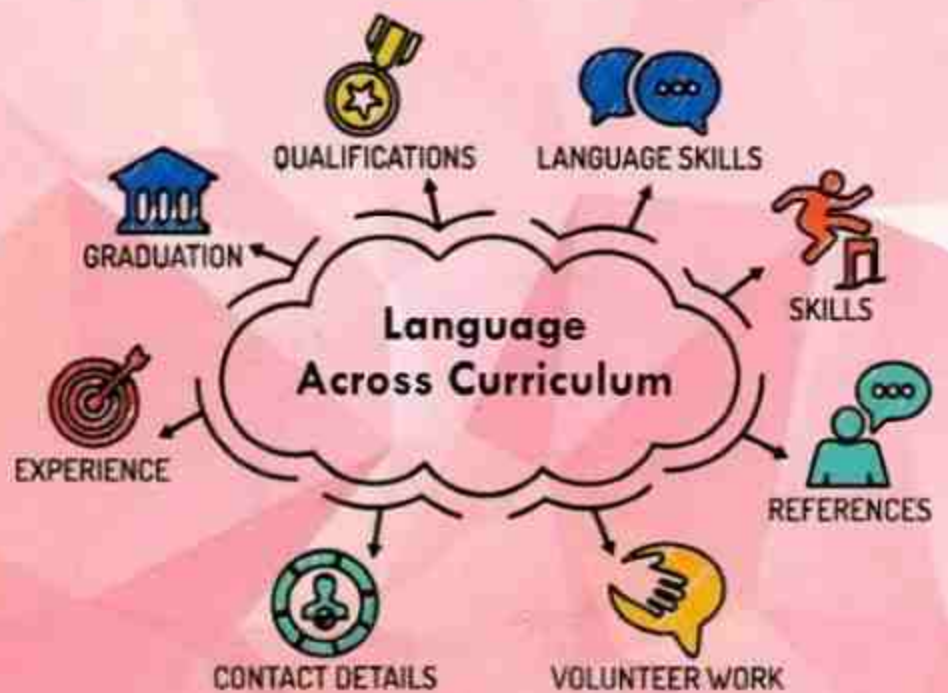 QUALIFICATIONS
LANGUAGE SKILLS
GRADUATION
SKILLS
Language
Across Curriculum
EXPERIENCE
REFERENCES
CONTACT DETAILS
VOLUNTEER WORK